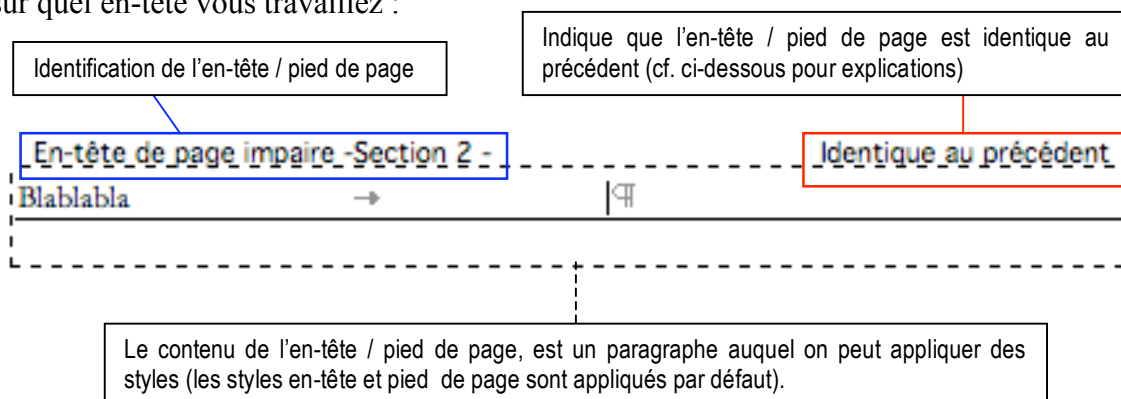 sur quel en-tête vous travaillez :
Indique que l'en-tête / pied de page est identique au
précédent (cf. ci-dessous pour explications)
Identification de l'en-tête / pied de page
En-tête de page impaire -Section 2 -
Identique au précédent
Blablabla → ¶
Le contenu de l'en-tête / pied de page, est un paragraphe auquel on peut appliquer des
styles (les styles en-tête et pied de page sont appliqués par défaut).